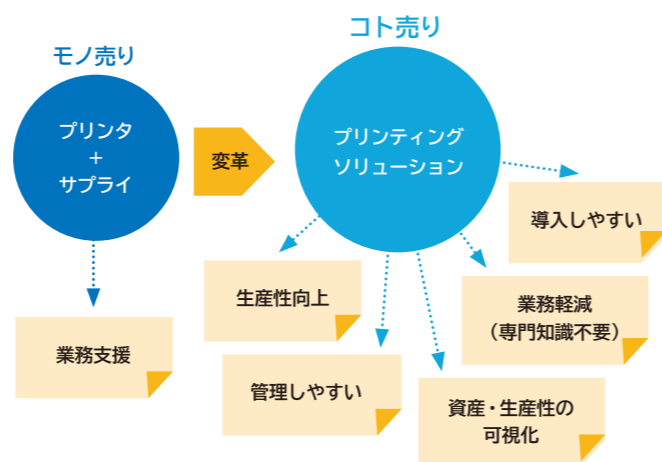 コト売り
モノ売り
プリンタ
+
サプライ
変革
プリンティング
ソリューション
導入しやすい
生産性向上
業務軽減
（専門知識不要）
業務支援
管理しやすい
資産・生産性の
可視化